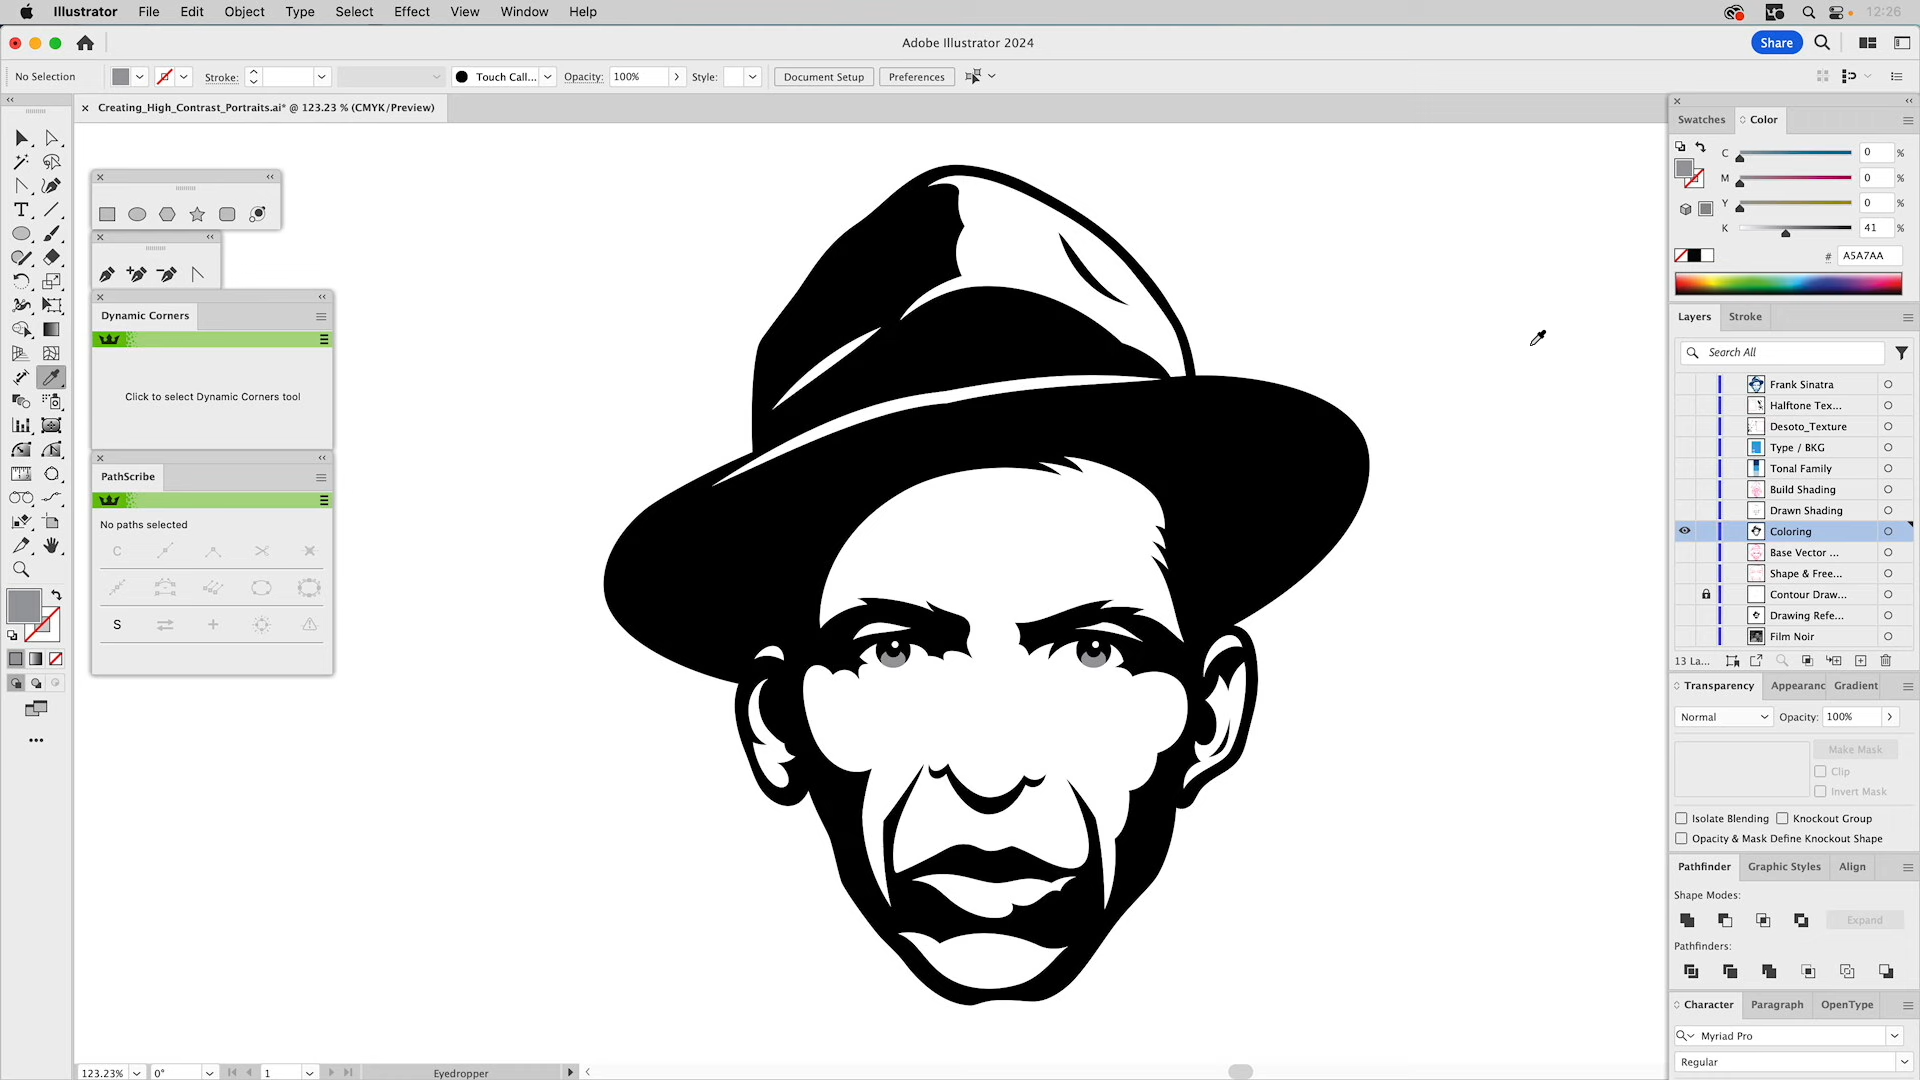 Illustrator File Edit Object Type Select Effect View Window Help 12:26
Adobe Illustrator 2024 Share
No Selection Stroke: Touch Call... Opacity: 100% Style: Document Setup Preferences
Creating_High_Contrast_Portraits.ai* @ 123.23 % (CMYK/Preview)
Dynamic Corners
Click to select Dynamic Corners tool
PathScribe
No paths selected
C
S
Swatches Color
C 0 %
M 0 %
Y 0 %
K 41 %
# A5A7AA
Layers Stroke
Search All
Frank Sinatra
Halftone Tex...
Desoto_Texture
Type / BKG
Tonal Family
Build Shading
Drawn Shading
Coloring
Base Vector ...
Shape & Free...
Contour Draw...
Drawing Refe...
Film Noir
13 La...
Transparency Appearanc Gradient
Normal Opacity: 100%
Make Mask
Clip
Invert Mask
Isolate Blending Knockout Group
Opacity & Mask Define Knockout Shape
Pathfinder Graphic Styles Align
Shape Modes:
Expand
Pathfinders:
Character Paragraph OpenType
Myriad Pro
Regular
123.23% 0° 1 Eyedropper